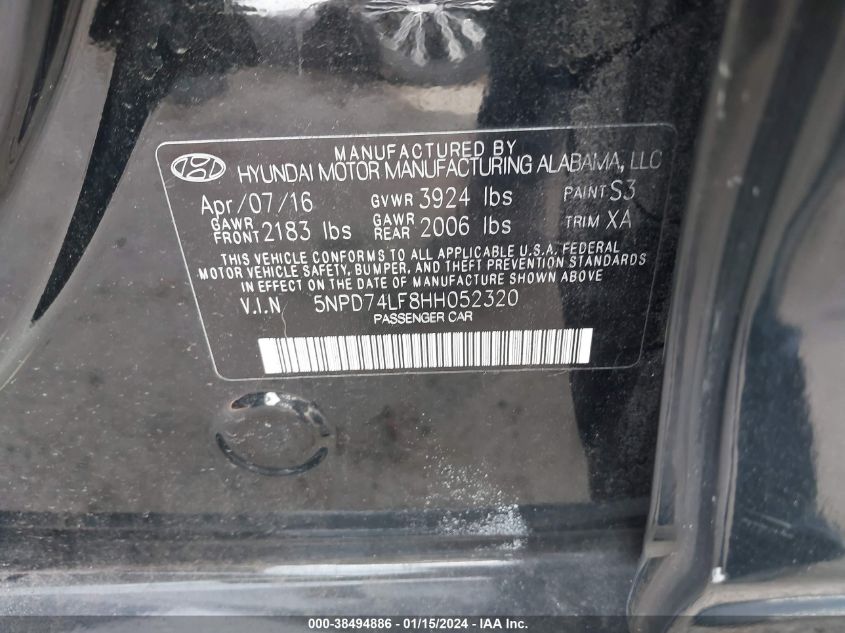 MANUFACTURED BY
HYUNDAI MOTOR MANUFACTURING ALABAMA, LLC
Apr/07/16 GVWR 3924 lbs PAINT S3
GAWR FRONT 2183 lbs GAWR REAR 2006 lbs TRIM XA
THIS VEHICLE CONFORMS TO ALL APPLICABLE U.S.A. FEDERAL
MOTOR VEHICLE SAFETY, BUMPER, AND THEFT PREVENTION STANDARDS
IN EFFECT ON THE DATE OF MANUFACTURE SHOWN ABOVE
V.I.N 5NPD74LF8HH052320
PASSENGER CAR
000-38494886 - 01/15/2024 - IAA Inc.